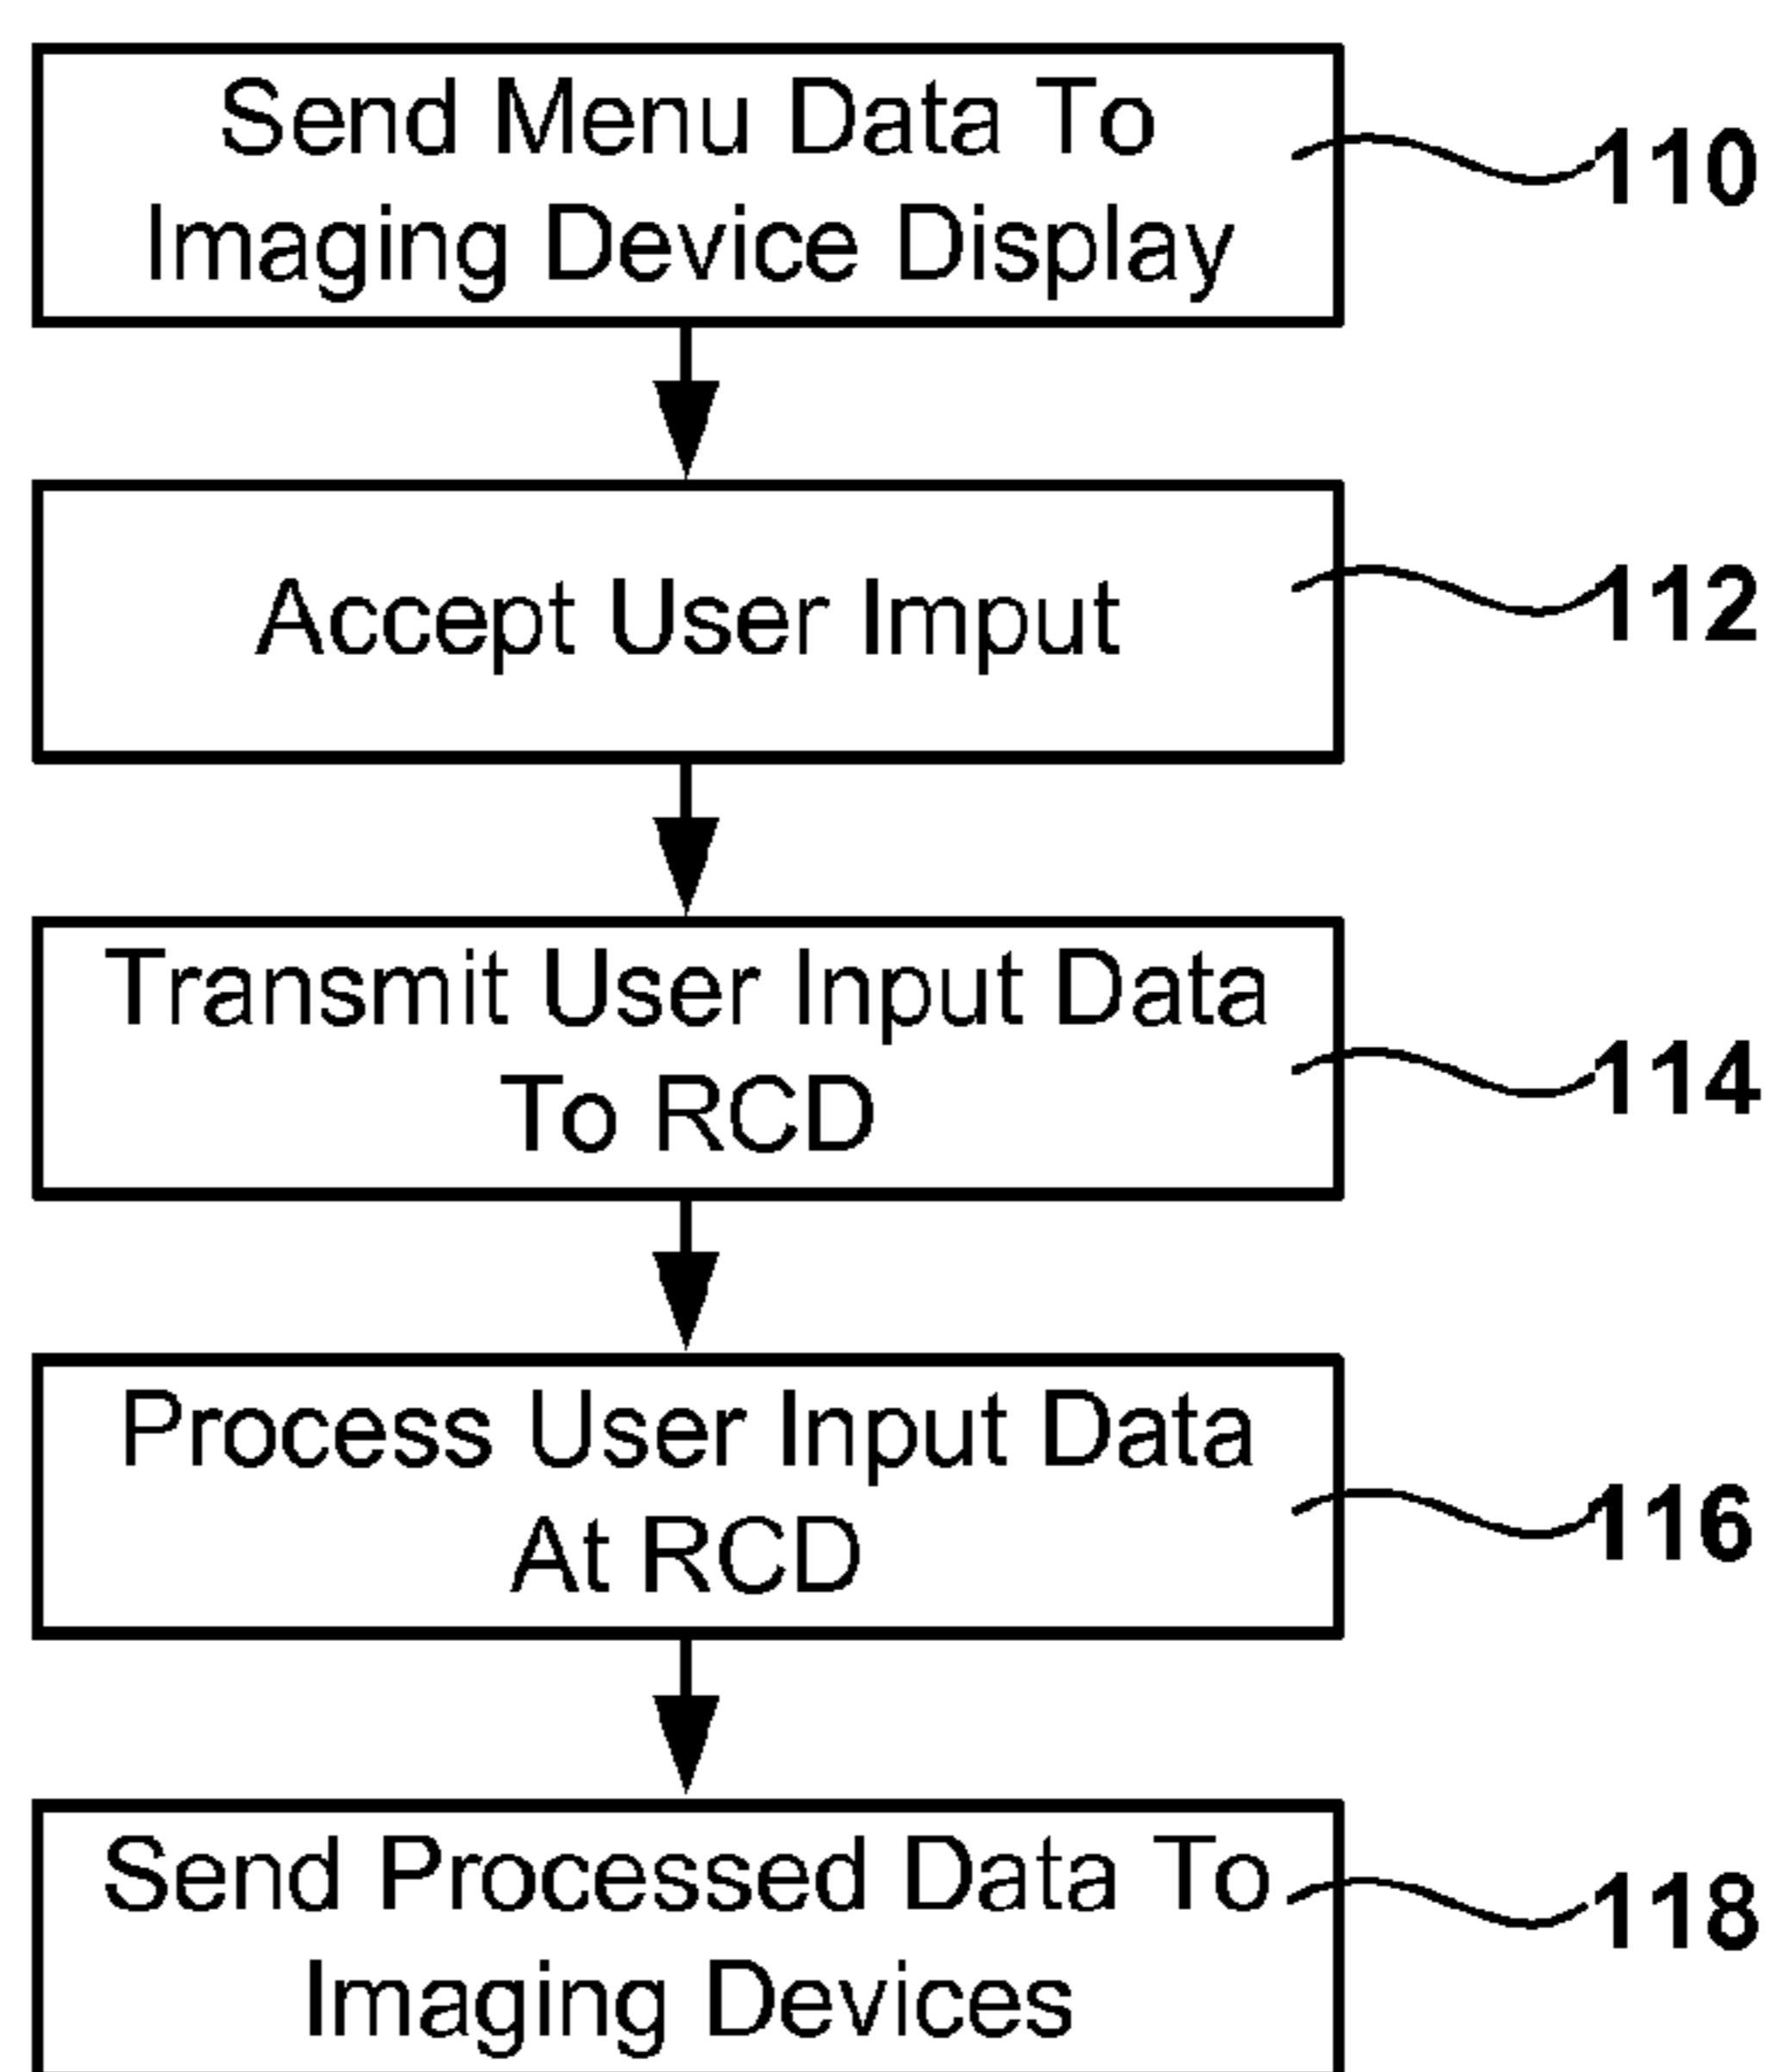 Send Menu Data To
Imaging Device Display
110
Accept User Imput
112
Transmit User Input Data
To RCD
114
Process User Input Data
At RCD
116
Send Processed Data To
Imaging Devices
118